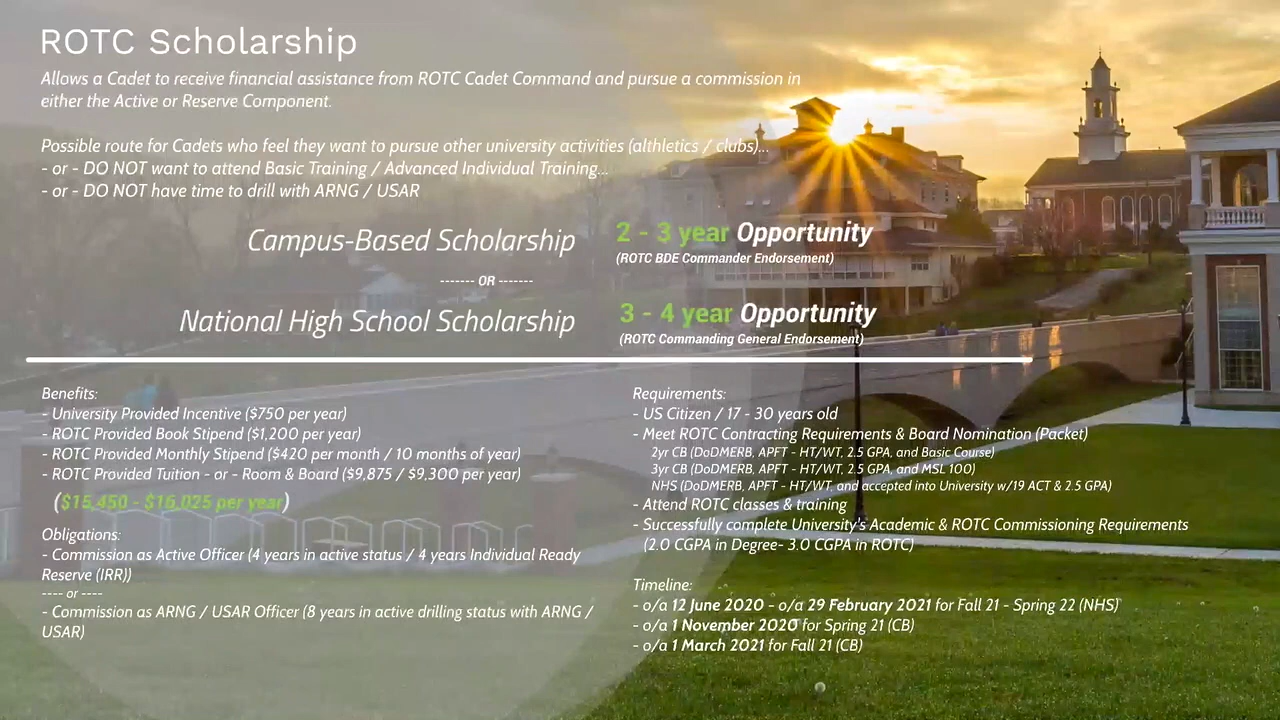 ROTC Scholarship
Allows a Cadet to receive financial assistance from ROTC Cadet Command and pursue a commission in
either the Active or Reserve Component.
Possible route for Cadets who feel they want to pursue other university activities (althletics / clubs)...
- or - DO NOT want to attend Basic Training / Advanced Individual Training...
- or - DO NOT have time to drill with ARNG / USAR
Campus-Based Scholarship
2 - 3 year Opportunity
(ROTC BDE Commander Endorsement)
------- OR -------
National High School Scholarship
3 - 4 year Opportunity
(ROTC Commanding General Endorsement)
Benefits:
- University Provided Incentive ($750 per year)
- ROTC Provided Book Stipend ($1,200 per year)
- ROTC Provided Monthly Stipend ($420 per month / 10 months of year)
- ROTC Provided Tuition - or - Room & Board ($9,875 / $9,300 per year)
($15,450 - $16,025 per year)
Obligations:
- Commission as Active Officer (4 years in active status / 4 years Individual Ready
Reserve (IRR))
---- or ----
- Commission as ARNG / USAR Officer (8 years in active drilling status with ARNG /
USAR)
Requirements:
- US Citizen / 17 - 30 years old
- Meet ROTC Contracting Requirements & Board Nomination (Packet)
2yr CB (DoDMERB, APFT - HT/WT, 2.5 GPA, and Basic Course)
3yr CB (DoDMERB, APFT - HT/WT, 2.5 GPA, and MSL 100)
NHS (DoDMERB, APFT - HT/WT, and accepted into University w/19 ACT & 2.5 GPA)
- Attend ROTC classes & training
- Successfully complete University's Academic & ROTC Commissioning Requirements
(2.0 CGPA in Degree- 3.0 CGPA in ROTC)
Timeline:
- o/a 12 June 2020 - o/a 29 February 2021 for Fall 21 - Spring 22 (NHS)
- o/a 1 November 2020 for Spring 21 (CB)
- o/a 1 March 2021 for Fall 21 (CB)